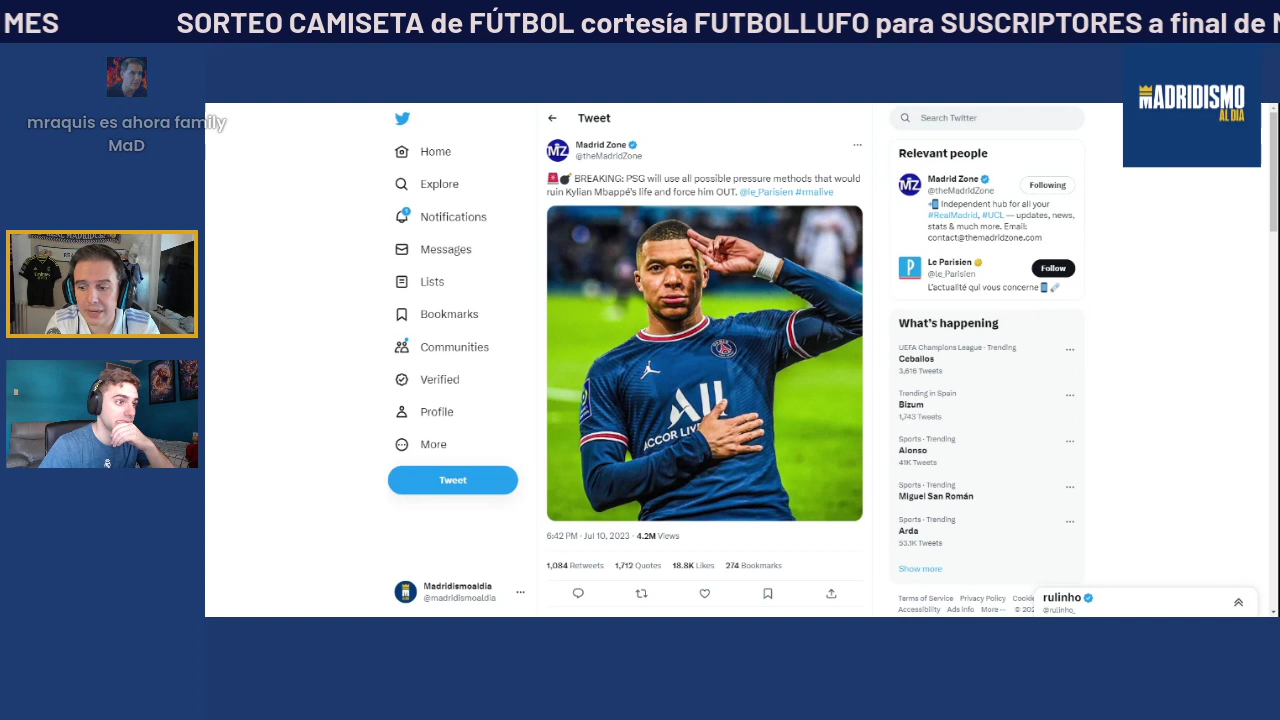 MES SORTEO CAMISETA de FÚTBOL cortesía FUTBOLLUFO para SUSCRIPTORES a final de M
mraquis es ahora family
MaD
MADRIDISMO
AL DIA
Home
Explore
Notifications
Messages
Lists
Bookmarks
Communities
Verified
Profile
More
Tweet
Madridismoaldia
@madridismoaldia
Tweet
MZ
Madrid Zone
@theMadridZone
🚨💣 BREAKING: PSG will use all possible pressure methods that would
ruin Kylian Mbappé's life and force him OUT. @le_Parisien #rmalive
ALL
ACCOR LIV
6:42 PM · Jul 10, 2023 · 4.2M Views
1,084 Retweets 1,712 Quotes 18.8K Likes 274 Bookmarks
Search Twitter
Relevant people
MZ
Madrid Zone
@theMadridZone
Following
📲 Independent hub for all your
#RealMadrid, #UCL — updates, news,
stats & much more. Email:
contact@themadridzone.com
Le Parisien
@le_Parisien
Follow
L'actualité qui vous concerne
What's happening
UEFA Champions League · Trending
Ceballos
3,616 Tweets
Trending in Spain
Bizum
1,743 Tweets
Sports · Trending
Alonso
41K Tweets
Sports · Trending
Miguel San Román
Sports · Trending
Arda
53.1K Tweets
Show more
Terms of Service Privacy Policy Cookie
Accessibility Ads info More ··· © 202
rulinho
@rulinho_